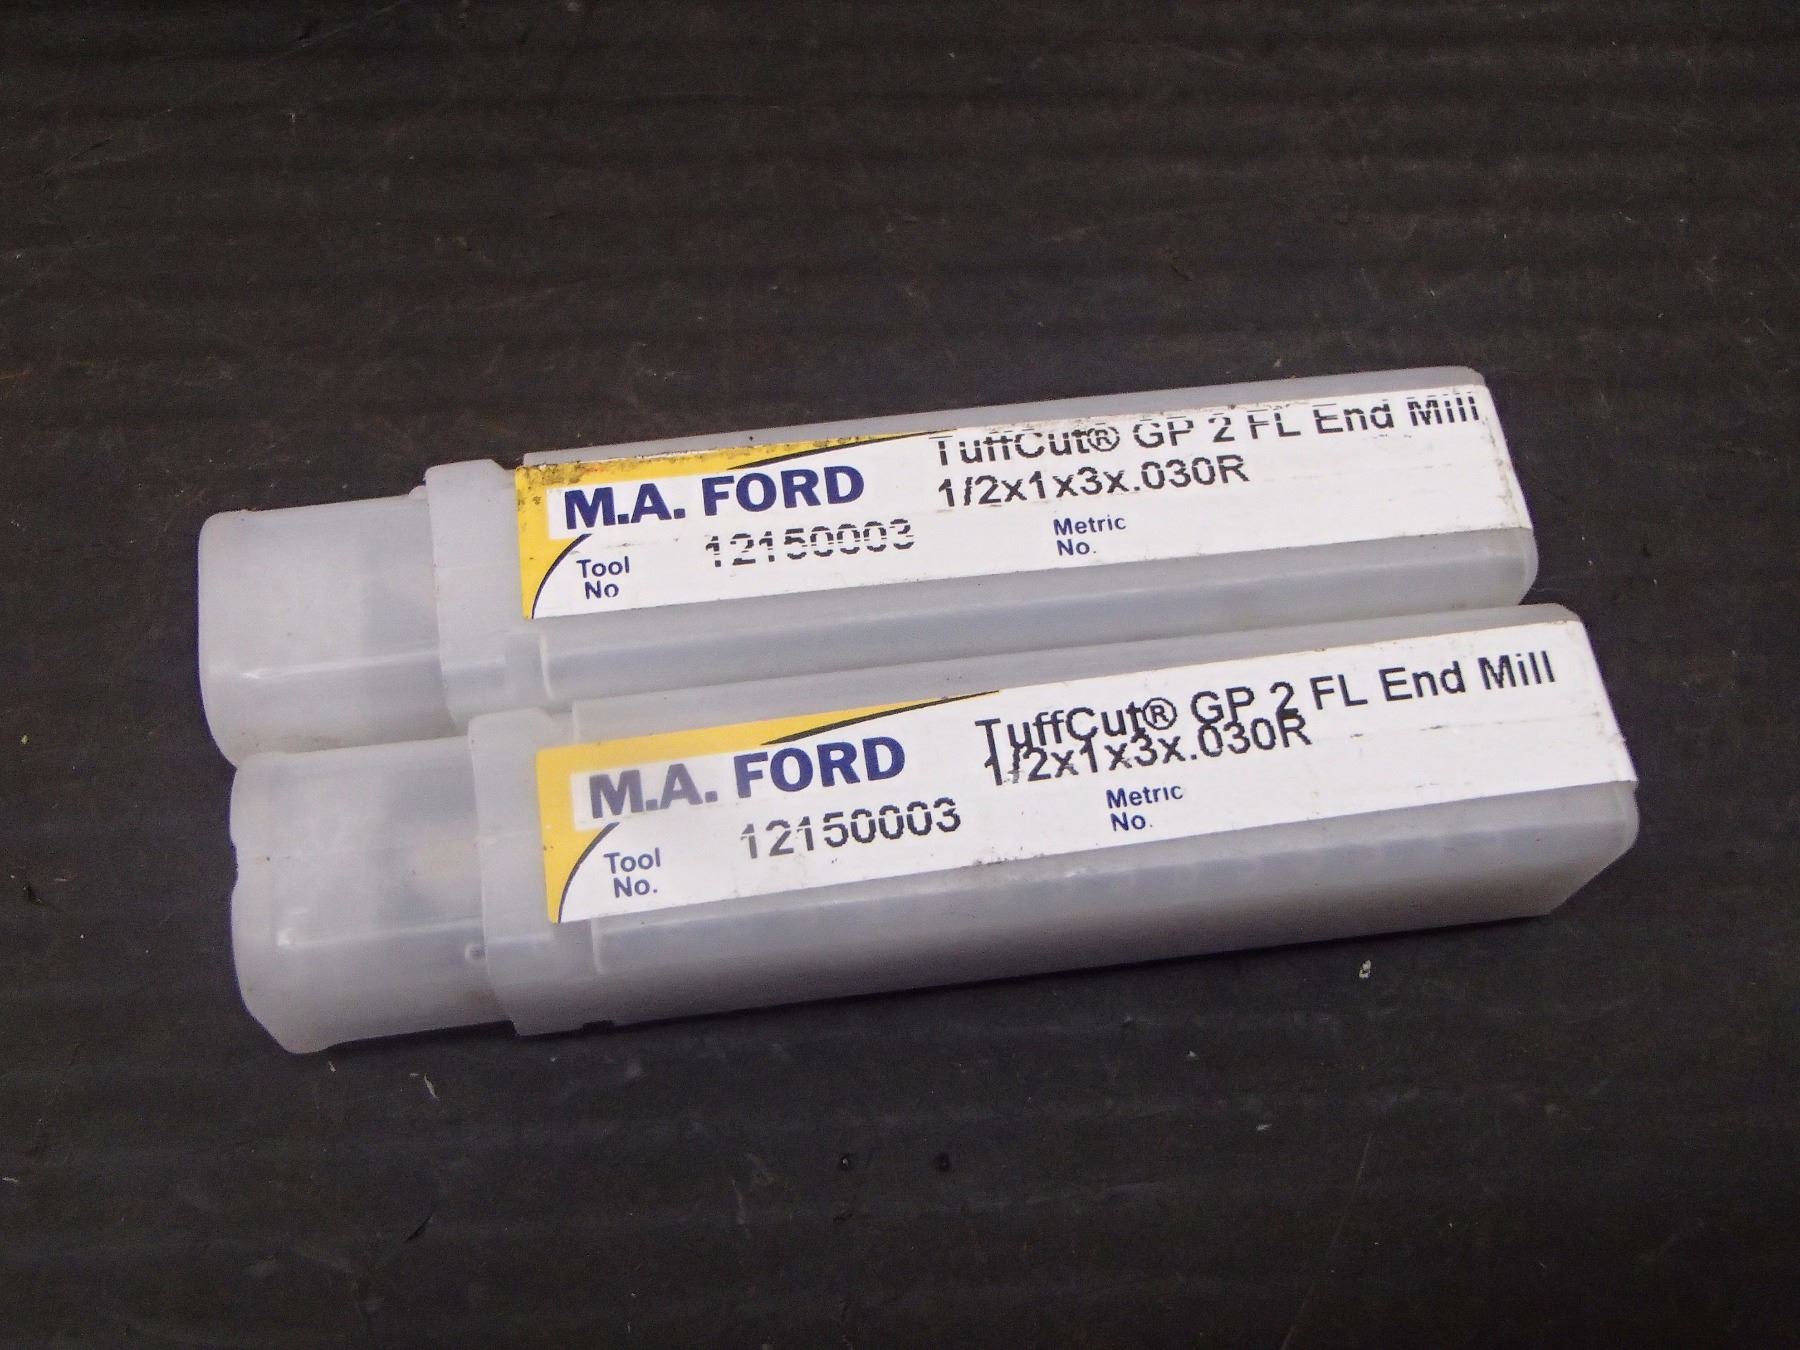 TuffCut® GP 2 FL End Mill
1/2x1x3x.030R
M.A. FORD
Tool No 12150003 Metric No.
TuffCut® GP 2 FL End Mill
1/2x1x3x.030R
M.A. FORD
Tool No. 12150003 Metric No.